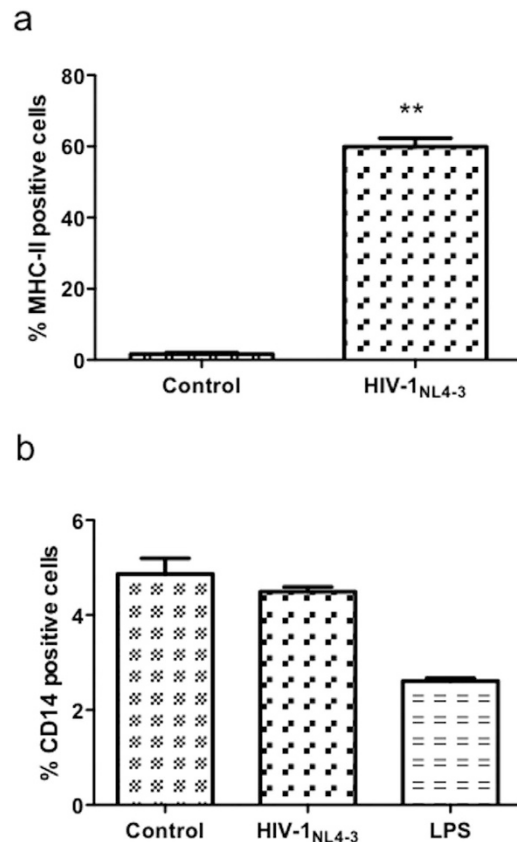 a
% MHC-II positive cells
80
60
40
20
0
**
Control HIV-1NL4-3
b
% CD14 positive cells
6
4
2
0
Control HIV-1NL4-3 LPS